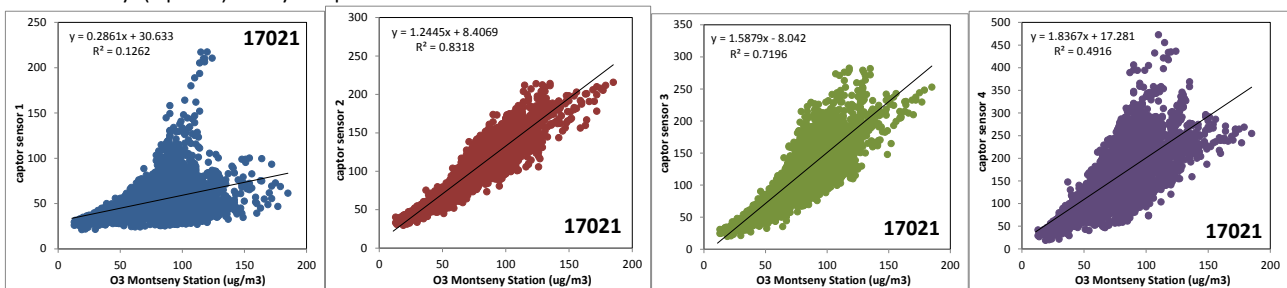 y = 0.2861x + 30.633
R² = 0.1262
17021
captor sensor 1
250
200
150
100
50
0
0 50 100 150 200
O3 Montseny Station (ug/m3)
y = 1.2445x + 8.4069
R² = 0.8318
17021
captor sensor 2
250
200
150
100
50
0
0 50 100 150 200
O3 Montseny Station (ug/m3)
y = 1.5879x - 8.042
R² = 0.7196
17021
captor sensor 3
350
300
250
200
150
100
50
0
0 50 100 150 200
O3 Montseny Station (ug/m3)
y = 1.8367x + 17.281
R² = 0.4916
17021
captor sensor 4
500
450
400
350
300
250
200
150
100
50
0
0 50 100 150 200
O3 Montseny Station (ug/m3)